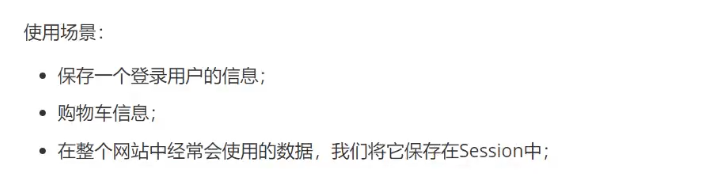 使用场景：
• 保存一个登录用户的信息；
• 购物车信息；
• 在整个网站中经常会使用的数据，我们将它保存在Session中；